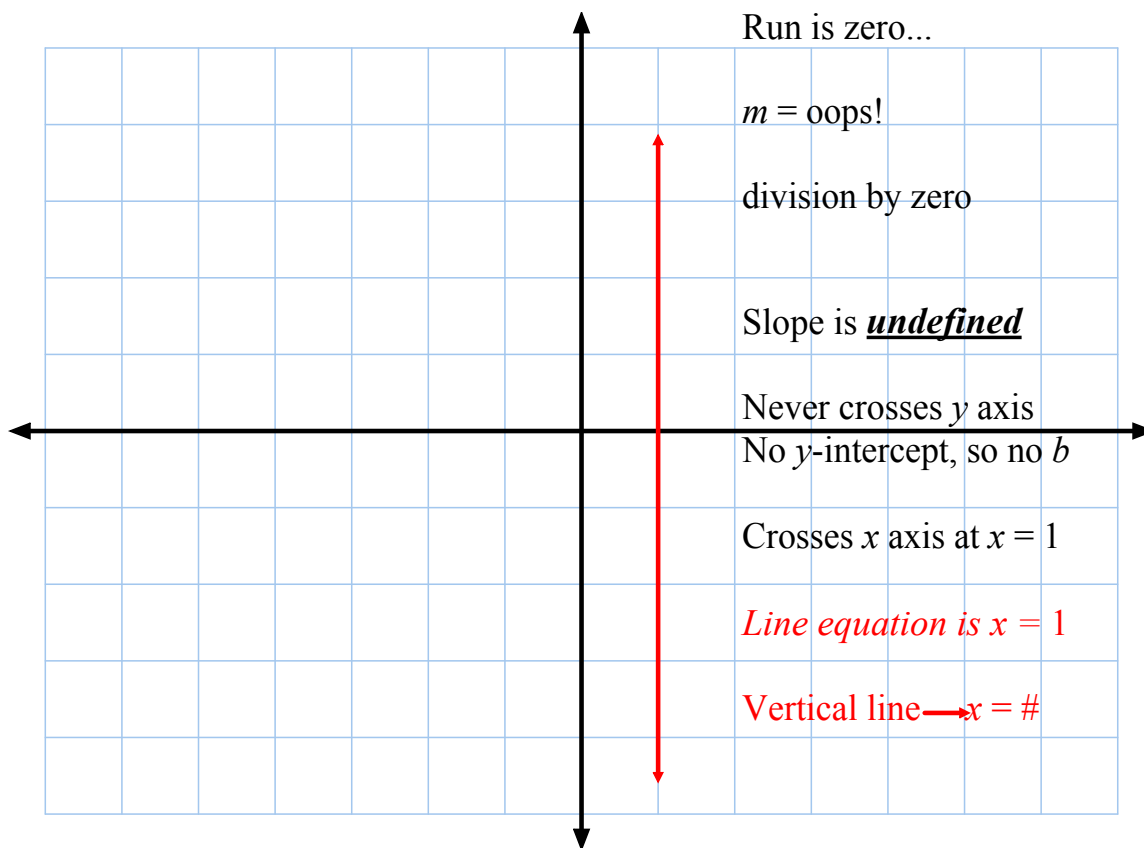 Run is zero...
m = oops!
division by zero
Slope is undefined
Never crosses y axis
No y-intercept, so no b
Crosses x axis at x = 1
Line equation is x = 1
Vertical line x = #